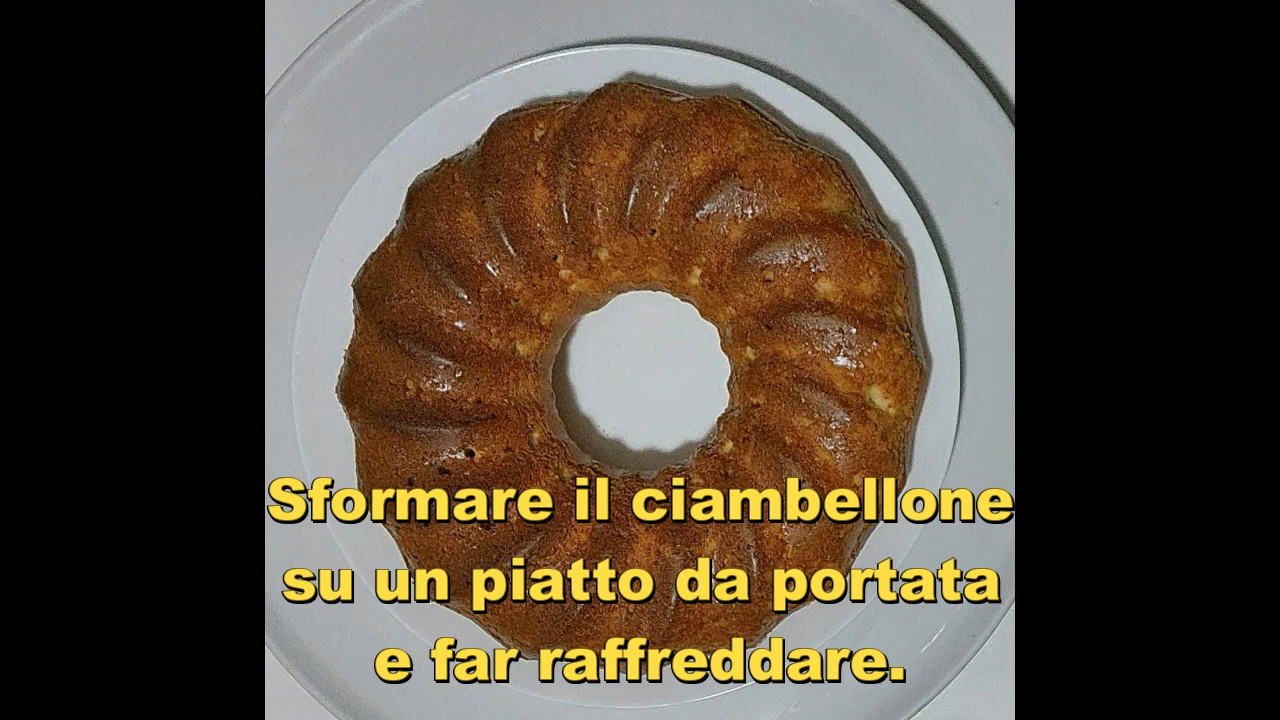 Sformare il ciambellone
su un piatto da portata
e far raffreddare.